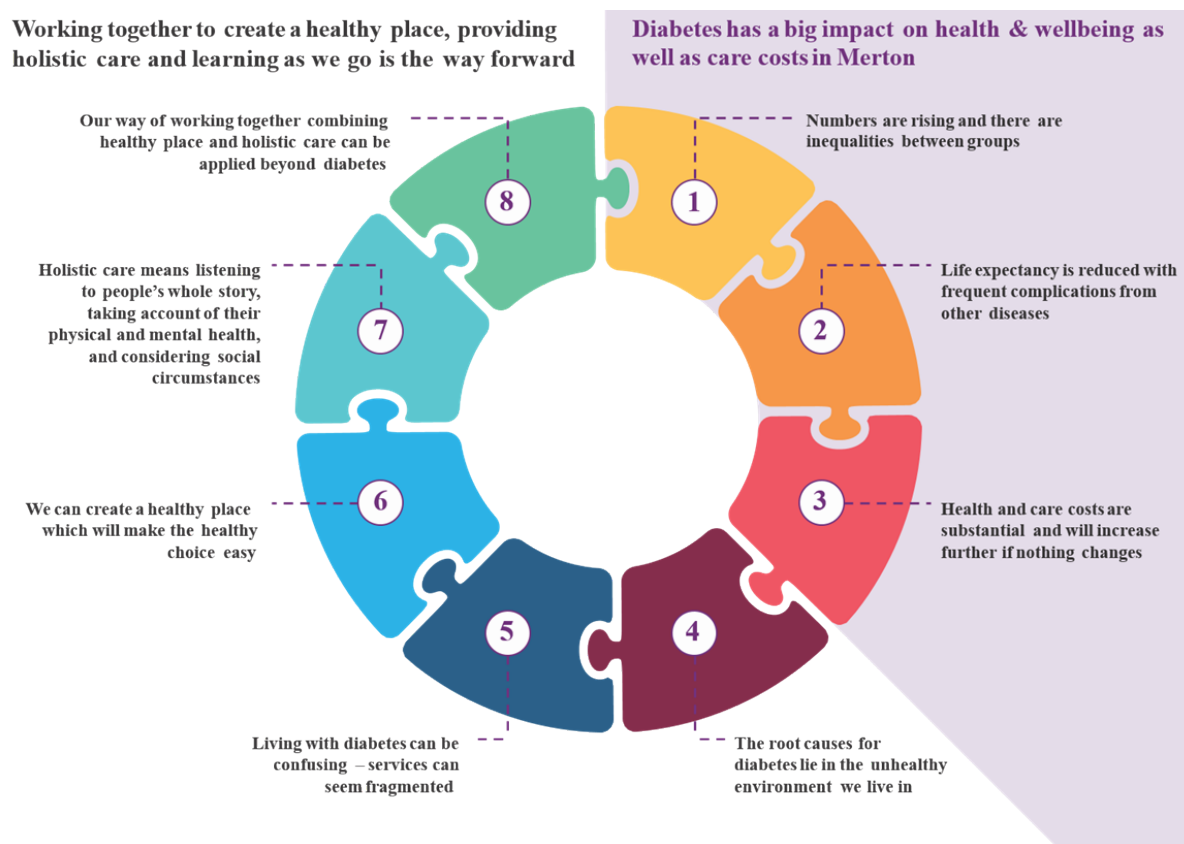 Working together to create a healthy place, providing
holistic care and learning as we go is the way forward
Diabetes has a big impact on health & wellbeing as
well as care costs in Merton
1
Numbers are rising and there are
inequalities between groups
2
Life expectancy is reduced with
frequent complications from
other diseases
3
Health and care costs are
substantial and will increase
further if nothing changes
4
The root causes for
diabetes lie in the unhealthy
environment we live in
5
Living with diabetes can be
confusing – services can
seem fragmented
6
We can create a healthy place
which will make the healthy
choice easy
7
Holistic care means listening
to people’s whole story,
taking account of their
physical and mental health,
and considering social
circumstances
8
Our way of working together combining
healthy place and holistic care can be
applied beyond diabetes